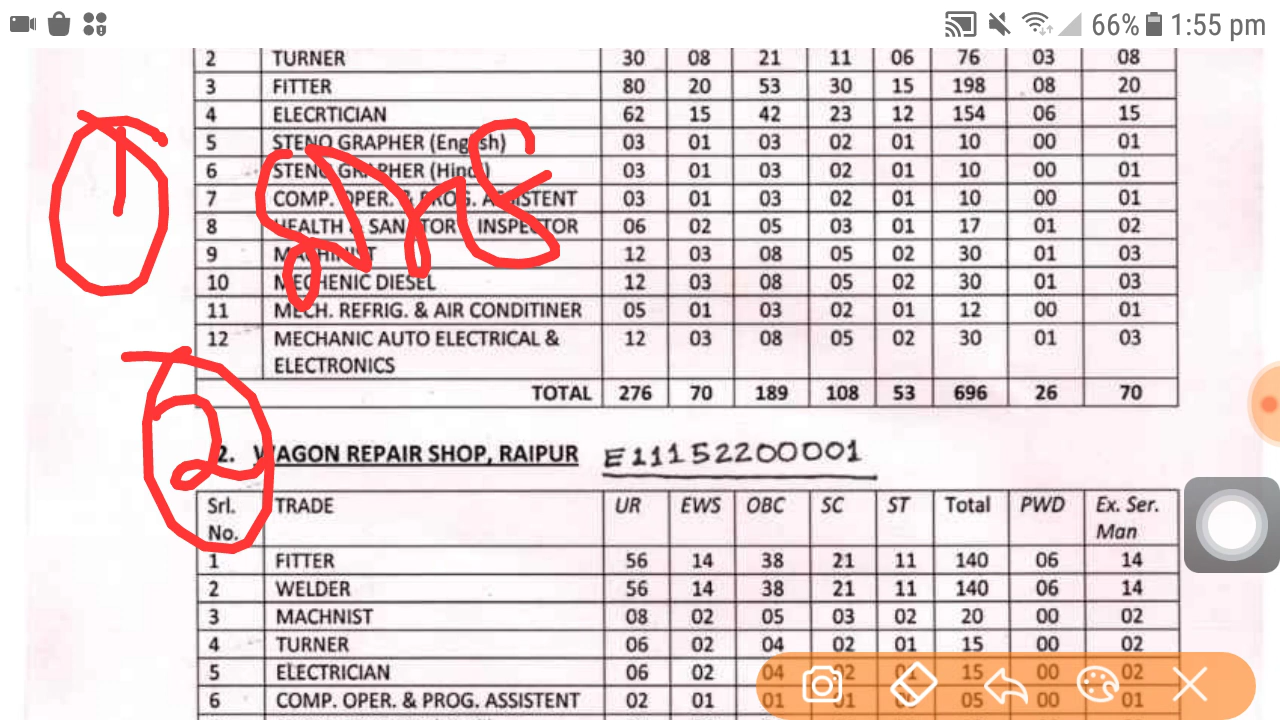 66% 1:55 pm
2 TURNER 30 08 21 11 06 76 03 08
3 FITTER 80 20 53 30 15 198 08 20
4 ELECRTICIAN 62 15 42 23 12 154 06 15
5 STENO GRAPHER (English) 03 01 03 02 01 10 00 01
6 STENO GRAPHER (Hindi) 03 01 03 02 01 10 00 01
7 COMP. OPER. & PROG. ASSISTENT 03 01 03 02 01 10 00 01
8 HEALTH & SANITORY INSPECTOR 06 02 05 03 01 17 01 02
9 MACHINIST 12 03 08 05 02 30 01 03
10 MECHENIC DIESEL 12 03 08 05 02 30 01 03
11 MECH. REFRIG. & AIR CONDITINER 05 01 03 02 01 12 00 01
12 MECHANIC AUTO ELECTRICAL & 12 03 08 05 02 30 01 03
ELECTRONICS
TOTAL 276 70 189 108 53 696 26 70
1
2
2. WAGON REPAIR SHOP, RAIPUR E11152200001
Srl. TRADE UR EWS OBC SC ST Total PWD Ex. Ser.
No. Man
1 FITTER 56 14 38 21 11 140 06 14
2 WELDER 56 14 38 21 11 140 06 14
3 MACHNIST 08 02 05 03 02 20 00 02
4 TURNER 06 02 04 02 01 15 00 02
5 ELECTRICIAN 06 02 04 02 01 15 00 02
6 COMP. OPER. & PROG. ASSISTENT 02 01 01 01 05 00 01